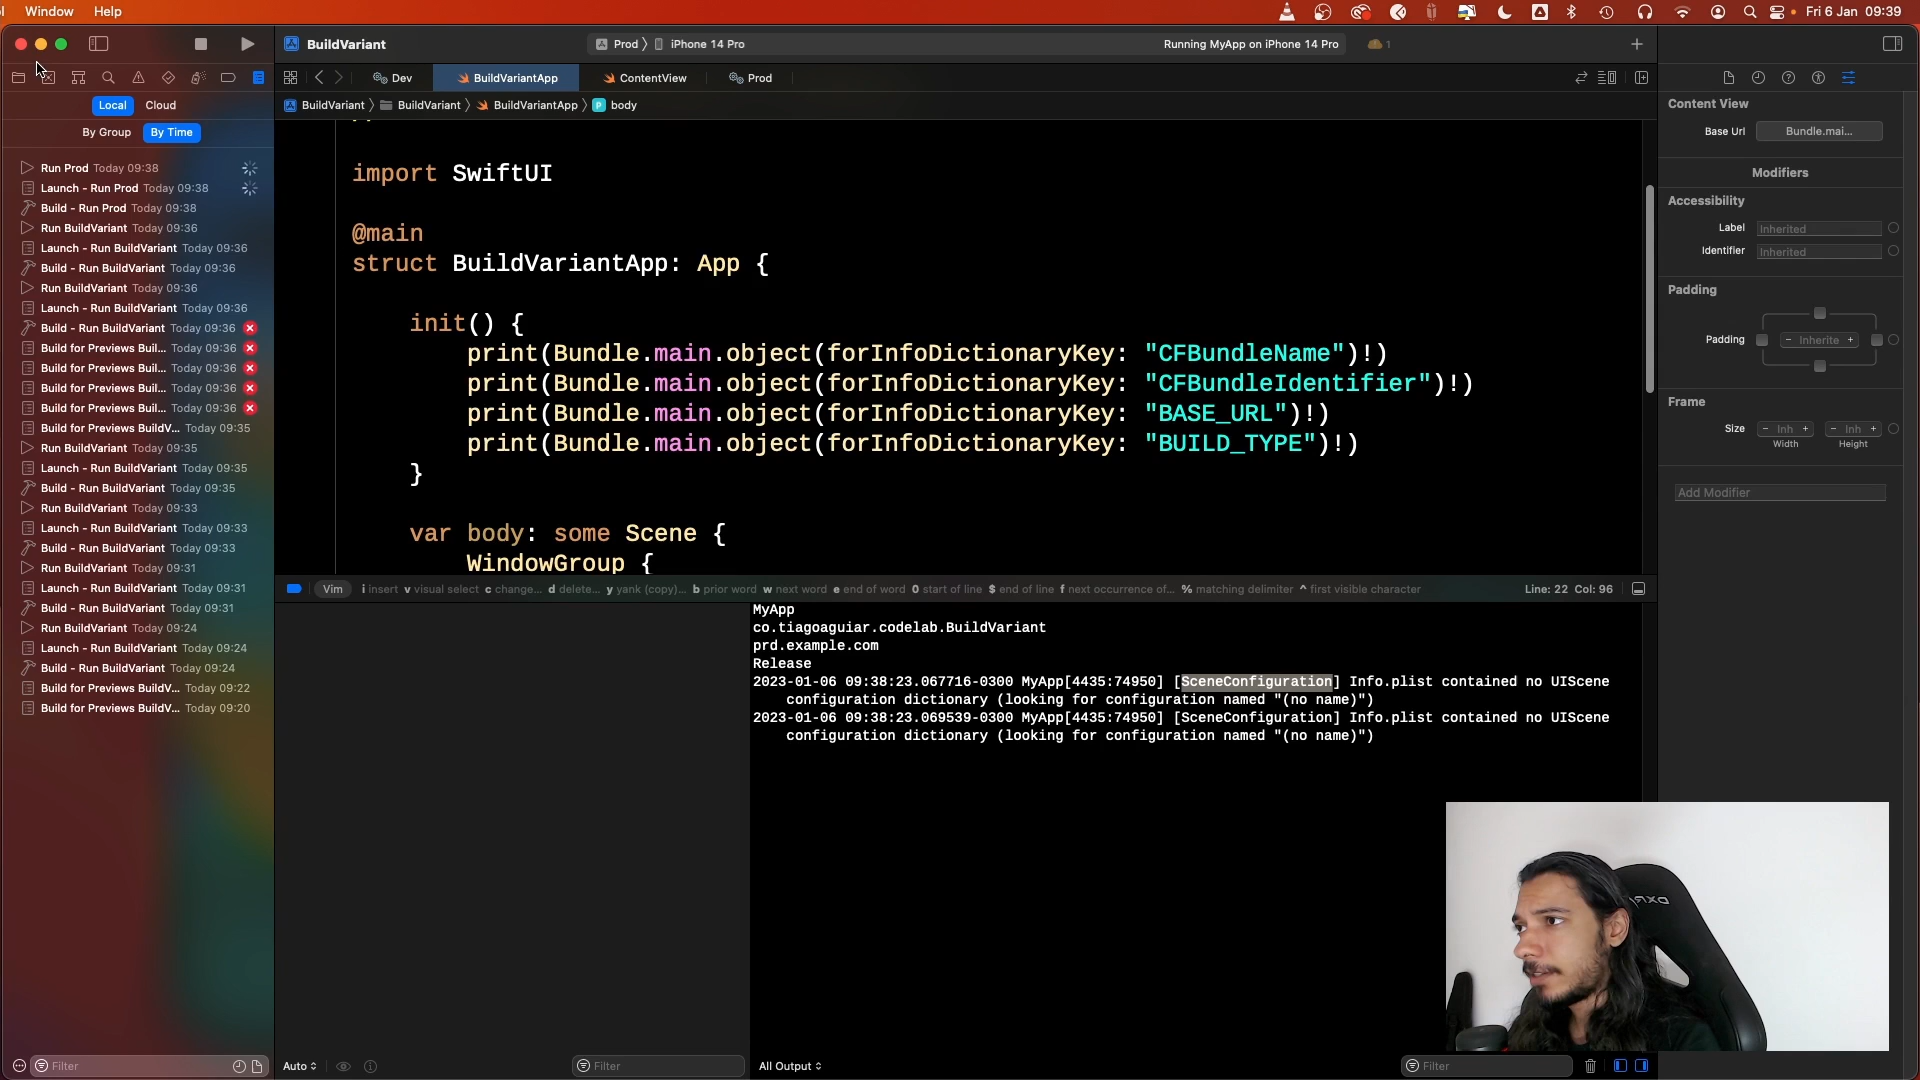 Window Help
Fri 6 Jan 09:39
BuildVariant
Prod 〉 iPhone 14 Pro
Running MyApp on iPhone 14 Pro
1
Dev
BuildVariantApp
ContentView
Prod
BuildVariant 〉 BuildVariant 〉 BuildVariantApp 〉 P body
Local Cloud
By Group By Time
Run Prod Today 09:38
Launch - Run Prod Today 09:38
Build - Run Prod Today 09:38
Run BuildVariant Today 09:36
Launch - Run BuildVariant Today 09:36
Build - Run BuildVariant Today 09:36
Run BuildVariant Today 09:36
Launch - Run BuildVariant Today 09:36
Build - Run BuildVariant Today 09:36
Build for Previews Buil... Today 09:36
Build for Previews Buil... Today 09:36
Build for Previews Buil... Today 09:36
Build for Previews Buil... Today 09:36
Build for Previews BuildV... Today 09:35
Run BuildVariant Today 09:35
Launch - Run BuildVariant Today 09:35
Build - Run BuildVariant Today 09:35
Run BuildVariant Today 09:33
Launch - Run BuildVariant Today 09:33
Build - Run BuildVariant Today 09:33
Run BuildVariant Today 09:31
Launch - Run BuildVariant Today 09:31
Build - Run BuildVariant Today 09:31
Run BuildVariant Today 09:24
Launch - Run BuildVariant Today 09:24
Build - Run BuildVariant Today 09:24
Build for Previews BuildV... Today 09:22
Build for Previews BuildV... Today 09:20
Filter
import SwiftUI
@main
struct BuildVariantApp: App {
init() {
print(Bundle.main.object(forInfoDictionaryKey: "CFBundleName")!)
print(Bundle.main.object(forInfoDictionaryKey: "CFBundleIdentifier")!)
print(Bundle.main.object(forInfoDictionaryKey: "BASE_URL")!)
print(Bundle.main.object(forInfoDictionaryKey: "BUILD_TYPE")!)
}
var body: some Scene {
WindowGroup {
Vim i insert v visual select c change... d delete... y yank (copy)... b prior word w next word e end of word 0 start of line $ end of line f next occurrence of... % matching delimiter ^ first visible character
Line: 22 Col: 96
MyApp
co.tiagoaguiar.codelab.BuildVariant
prd.example.com
Release
2023-01-06 09:38:23.067716-0300 MyApp[4435:74950] [SceneConfiguration] Info.plist contained no UIScene
configuration dictionary (looking for configuration named "(no name)")
2023-01-06 09:38:23.069539-0300 MyApp[4435:74950] [SceneConfiguration] Info.plist contained no UIScene
configuration dictionary (looking for configuration named "(no name)")
Auto
Filter
All Output
Filter
Content View
Base Url Bundle.mai...
Modifiers
Accessibility
Label Inherited
Identifier Inherited
Padding
Padding − Inherite +
Frame
Size − Inh + − Inh +
Width Height
Add Modifier